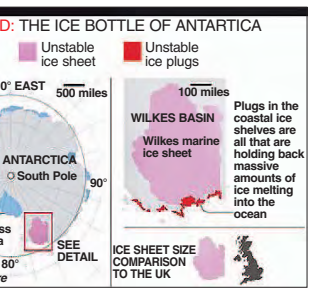 D: THE ICE BOTTLE OF ANTARTICA
Unstable
ice sheet
Unstable
ice plugs
0° EAST
500 miles
ANTARCTICA
South Pole
90°
ss
a
80°
re
SEE
DETAIL
100 miles
WILKES BASIN
Wilkes marine
ice sheet
Plugs in the
coastal ice
shelves are
all that are
holding back
massive
amounts of
ice melting
into the
ocean
ICE SHEET SIZE
COMPARISON
TO THE UK